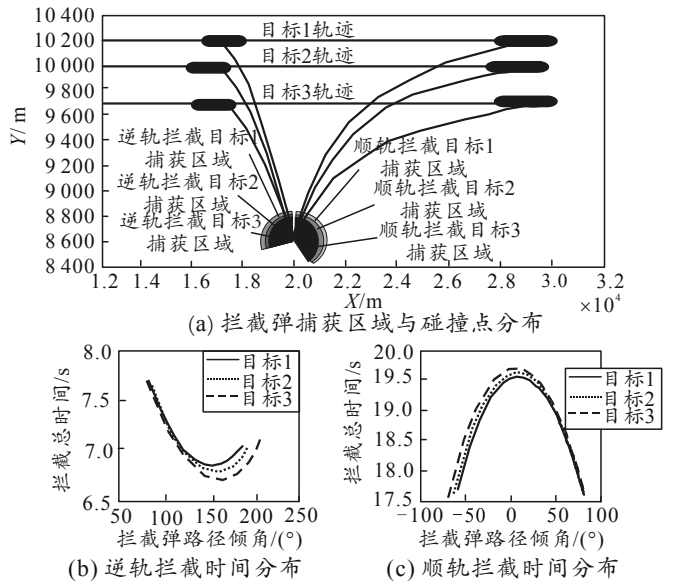 10 400
10 200
10 000
9 800
9 600
9 400
9 200
9 000
8 800
8 600
8 400
Y/ m
目标1轨迹
目标2轨迹
目标3轨迹
逆轨拦截目标1
捕获区域
逆轨拦截目标2
捕获区域
逆轨拦截目标3
捕获区域
顺轨拦截目标1
捕获区域
顺轨拦截目标2
捕获区域
顺轨拦截目标3
捕获区域
1.4 1.6 1.8 2.0 2.2 2.4 2.6 2.8 3.0 3.2
X/m
×10⁴
(a) 拦截弹捕获区域与碰撞点分布
8.0
7.5
7.0
6.5
拦截总时间/s
目标1
目标2
目标3
50 100 150 200 250
拦截弹路径倾角/(°)
(b) 逆轨拦截时间分布
20.0
19.5
19.0
18.5
18.0
17.5
拦截总时间/s
目标1
目标2
目标3
-100 -50 0 50 100
拦截弹路径倾角/(°)
(c) 顺轨拦截时间分布